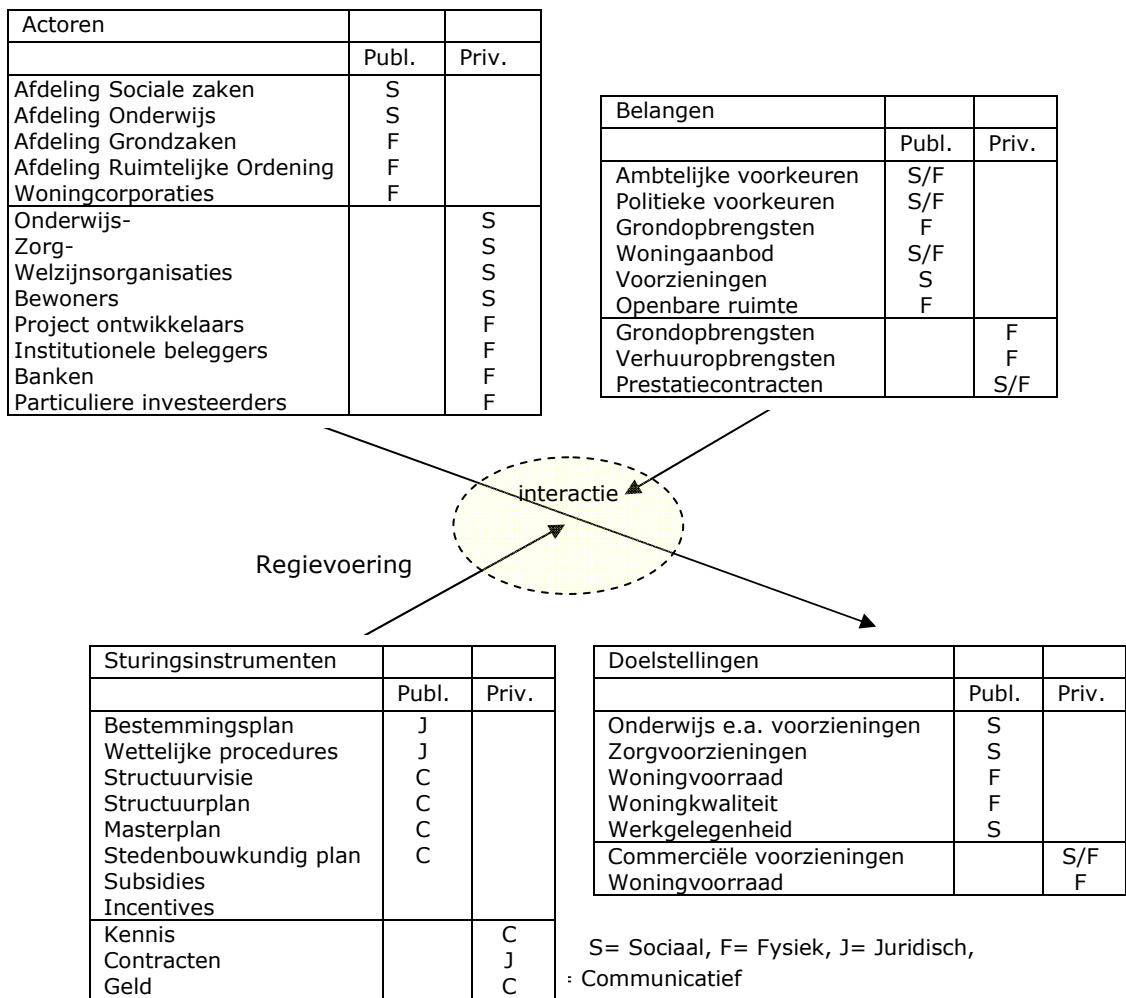 Actoren
Publ. Priv.
Afdeling Sociale zaken S
Afdeling Onderwijs S
Afdeling Grondzaken F
Afdeling Ruimtelijke Ordening F
Woningcorporaties F
Onderwijs- S
Zorg- S
Welzijnsorganisaties S
Bewoners S
Project ontwikkelaars F
Institutionele beleggers F
Banken F
Particuliere investeerders F
Belangen
Publ. Priv.
Ambtelijke voorkeuren S/F
Politieke voorkeuren S/F
Grondopbrengsten F
Woningaanbod S/F
Voorzieningen S
Openbare ruimte F
Grondopbrengsten F
Verhuuropbrengsten F
Prestatiecontracten S/F
interactie
Regievoering
Sturingsinstrumenten
Publ. Priv.
Bestemmingsplan J
Wettelijke procedures J
Structuurvisie C
Structuurplan C
Masterplan C
Stedenbouwkundig plan C
Subsidies
Incentives
Kennis C
Contracten J
Geld C
Doelstellingen
Publ. Priv.
Onderwijs e.a. voorzieningen S
Zorgvoorzieningen S
Woningvoorraad F
Woningkwaliteit F
Werkgelegenheid S
Commerciële voorzieningen S/F
Woningvoorraad F
S= Sociaal, F= Fysiek, J= Juridisch,
= Communicatief